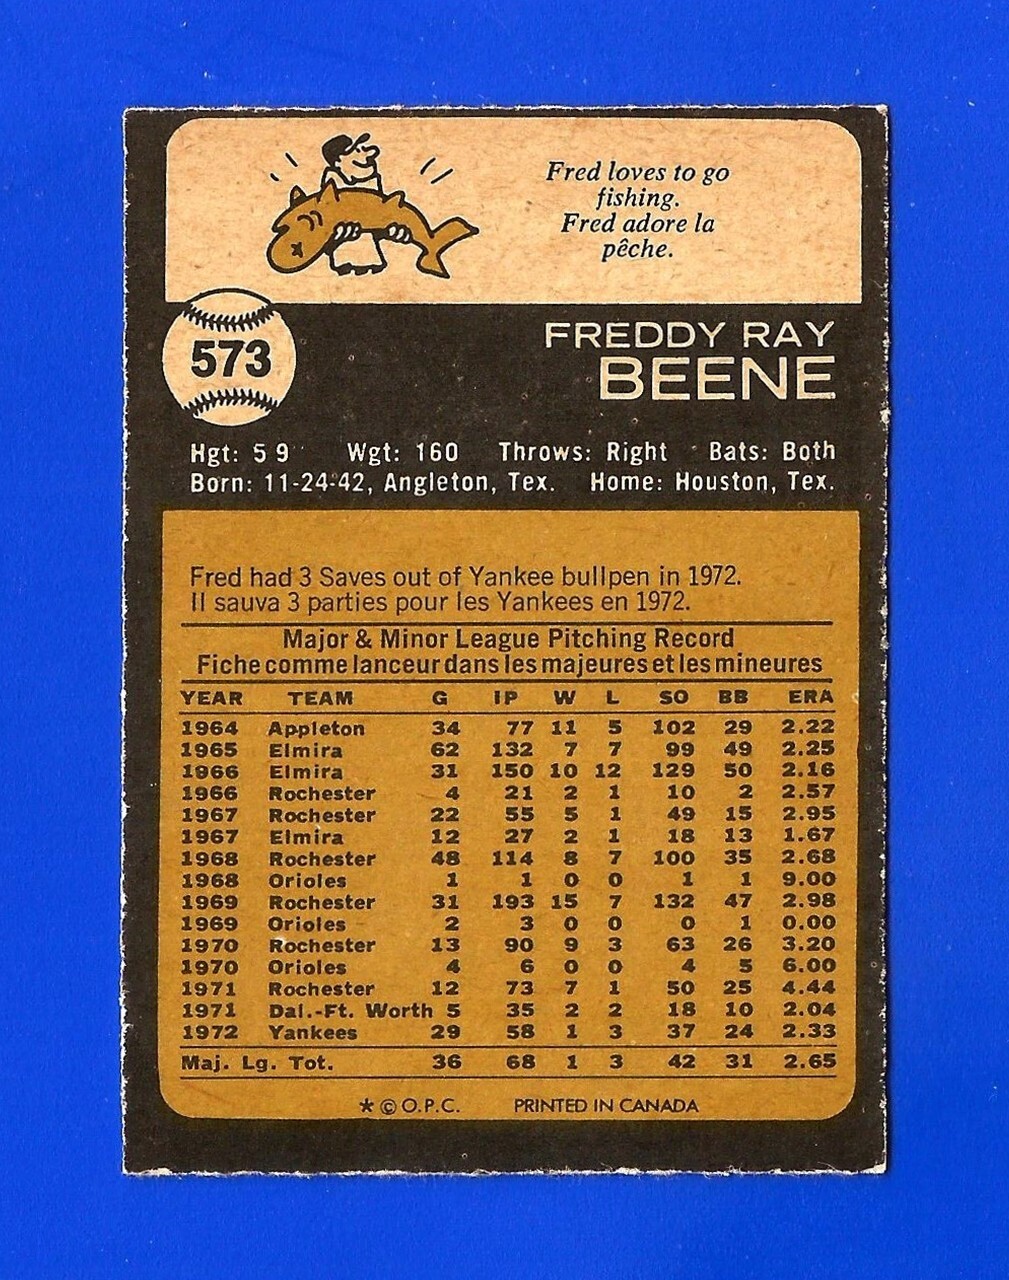 Fred loves to go
fishing.
Fred adore la
pêche.
573
FREDDY RAY
BEENE
Hgt: 5 9 Wgt: 160 Throws: Right Bats: Both
Born: 11-24-42, Angleton, Tex. Home: Houston, Tex.
Fred had 3 Saves out of Yankee bullpen in 1972.
Il sauva 3 parties pour les Yankees en 1972.
Major & Minor League Pitching Record
Fiche comme lanceur dans les majeures et les mineures
YEAR TEAM G IP W L SO BB ERA
1964 Appleton 34 77 11 5 102 29 2.22
1965 Elmira 62 132 7 7 99 49 2.25
1966 Elmira 31 150 10 12 129 50 2.16
1966 Rochester 4 21 2 1 10 2 2.57
1967 Rochester 22 55 5 1 49 15 2.95
1967 Elmira 12 27 2 1 18 13 1.67
1968 Rochester 48 114 8 7 100 35 2.68
1968 Orioles 1 1 0 0 1 1 9.00
1969 Rochester 31 193 15 7 132 47 2.98
1969 Orioles 2 3 0 0 0 1 0.00
1970 Rochester 13 90 9 3 63 26 3.20
1970 Orioles 4 6 0 0 4 5 6.00
1971 Rochester 12 73 7 1 50 25 4.44
1971 Dal.-Ft. Worth 5 35 2 2 18 10 2.04
1972 Yankees 29 58 1 3 37 24 2.33
Maj. Lg. Tot. 36 68 1 3 42 31 2.65
★ © O.P.C. PRINTED IN CANADA